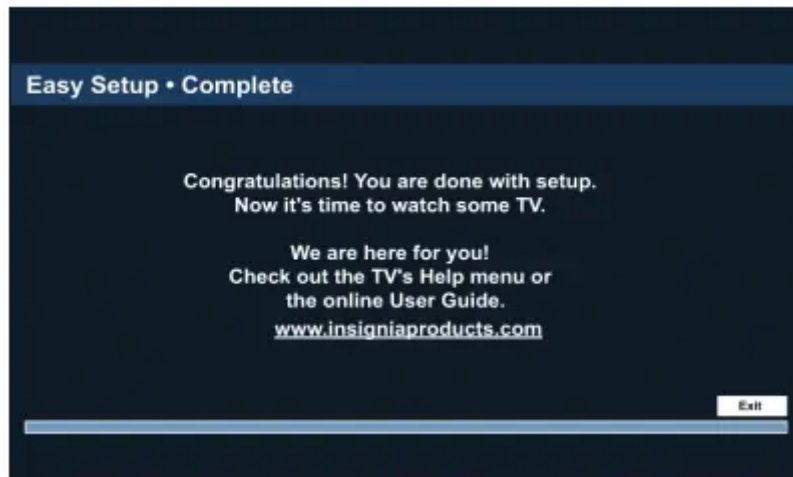 Easy Setup • Complete
Congratulations! You are done with setup.
Now it's time to watch some TV.
We are here for you!
Check out the TV's Help menu or
the online User Guide.
www.insigniaproducts.com
Exit